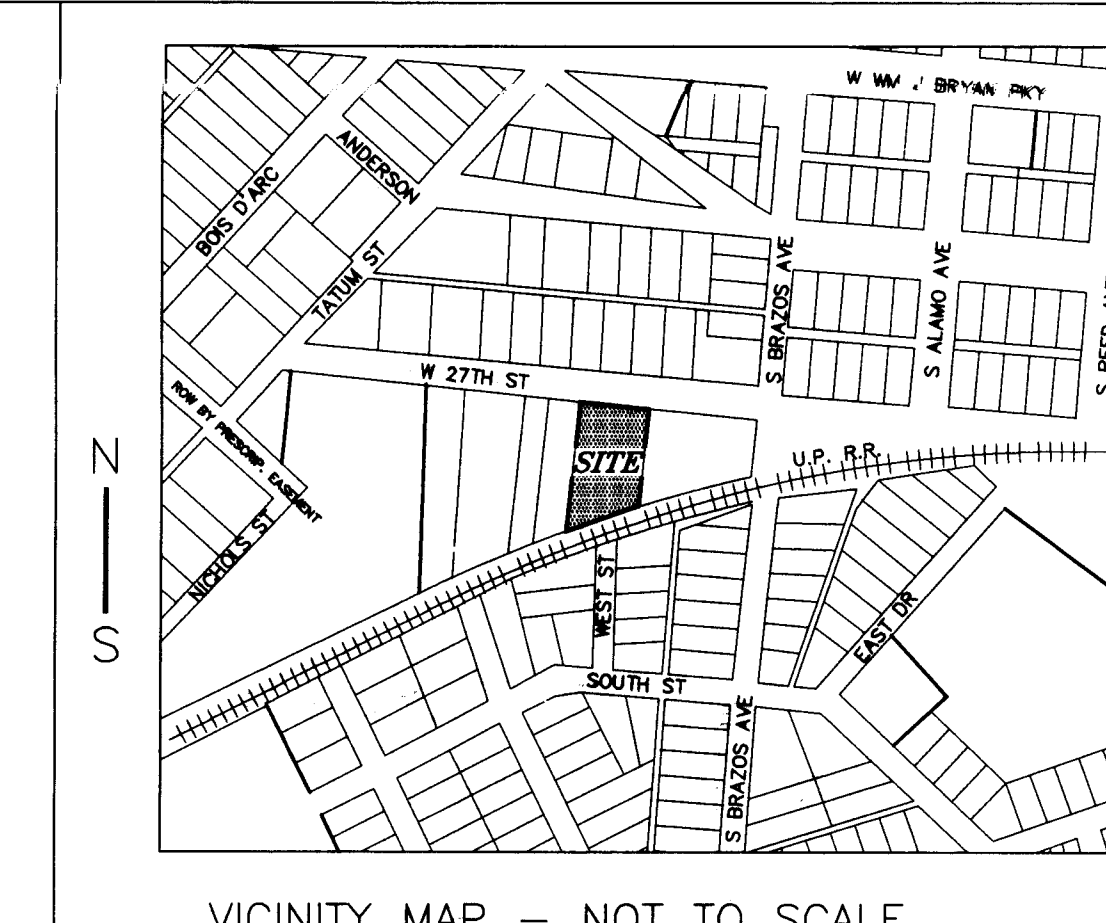 W WM J BRYAN PKY
ANDERSON
BOIS D'ARC
TATUM ST
S BRAZOS AVE
S ALAMO AVE
W 27TH ST
ROW BY PRESCRIP. EASEMENT
N
SITE
U.P. R.R.
NICHOLS ST
WEST ST
EAST DR
S
SOUTH ST
S BRAZOS AVE
VICINITY MAP – NOT TO SCALE